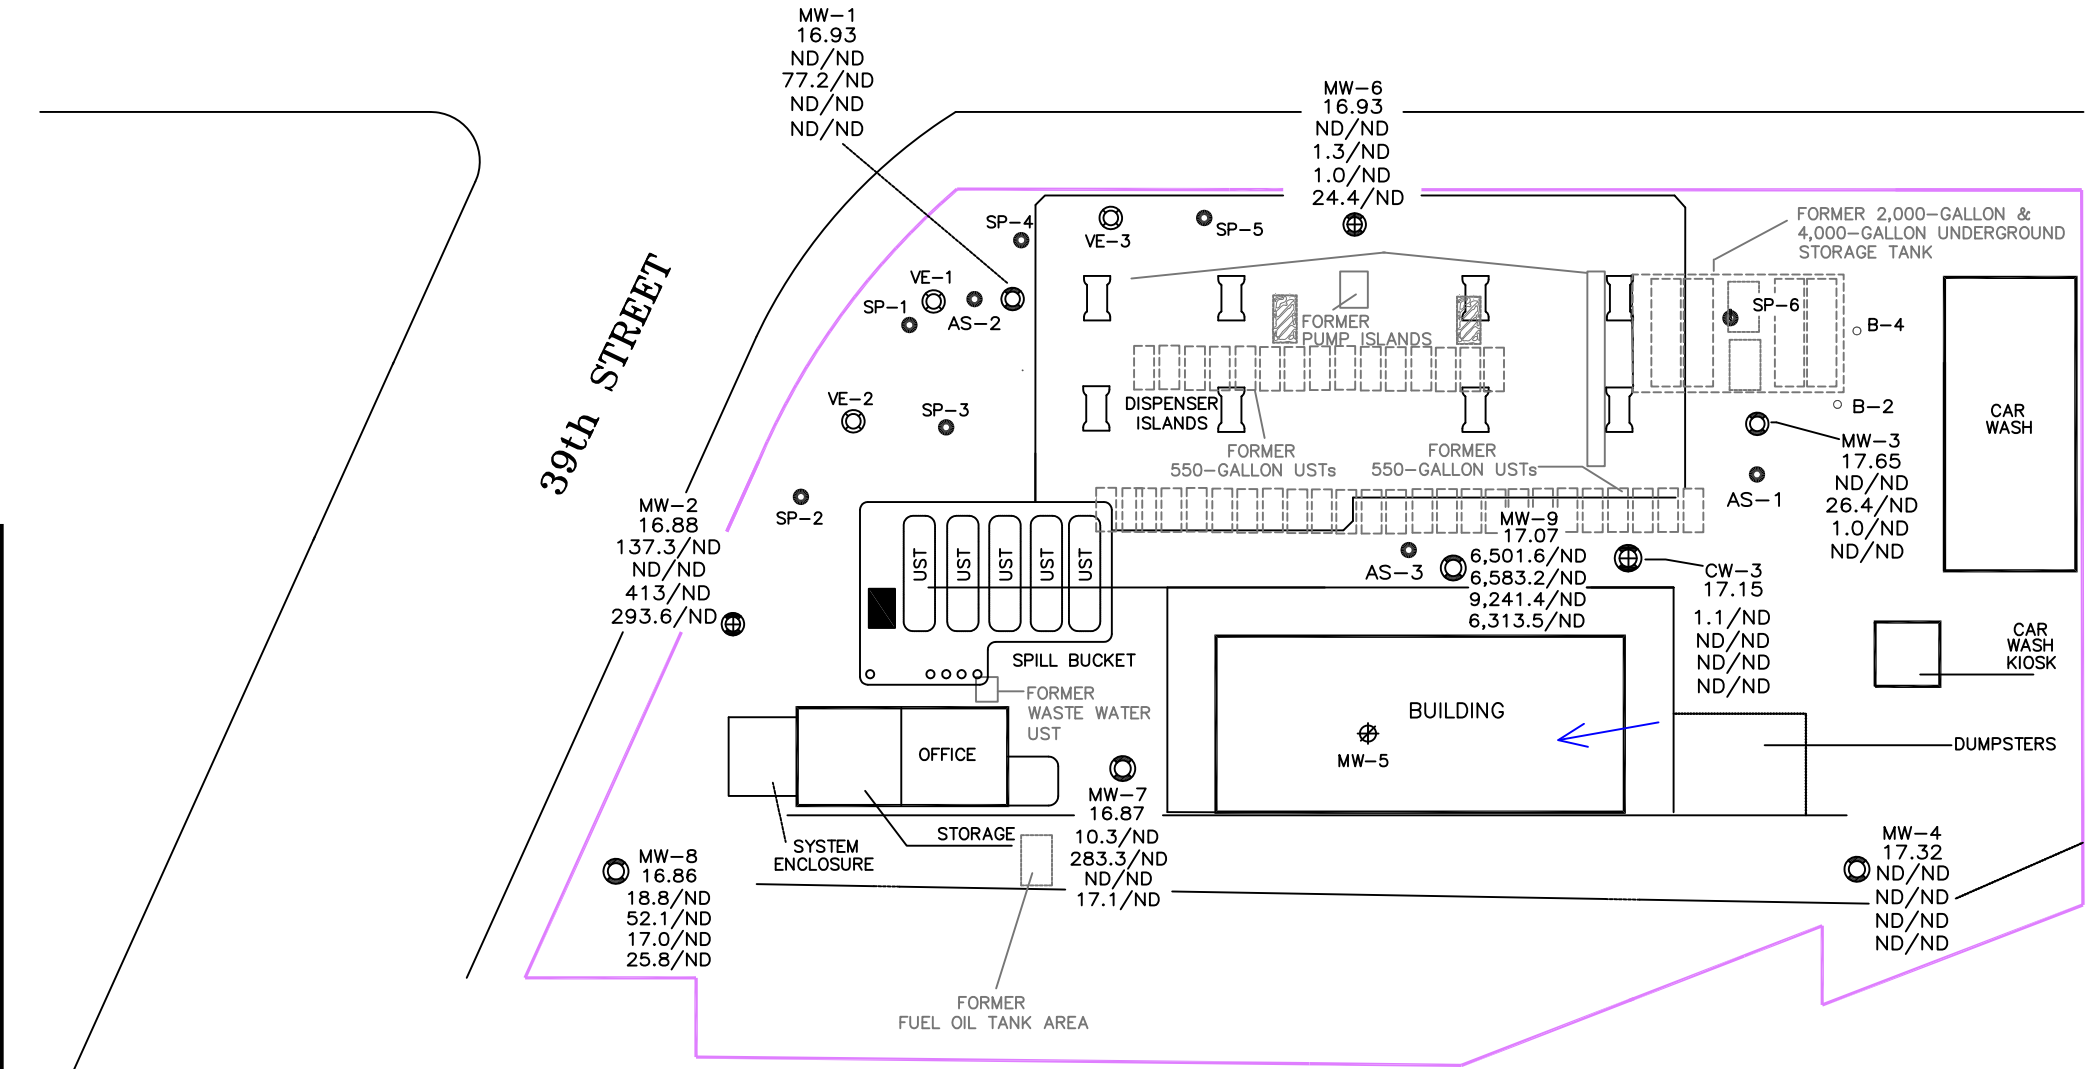 MW-1
16.93
ND/ND
77.2/ND
ND/ND
ND/ND
MW-6
16.93
ND/ND
1.3/ND
1.0/ND
24.4/ND
FORMER 2,000-GALLON &
4,000-GALLON UNDERGROUND
STORAGE TANK
SP-4
VE-3
SP-5
VE-1
SP-1
AS-2
SP-6
B-4
FORMER
PUMP ISLANDS
39th STREET
VE-2
SP-3
DISPENSER
ISLANDS
B-2
CAR
WASH
FORMER
550-GALLON USTs
FORMER
550-GALLON USTs
MW-3
17.65
ND/ND
26.4/ND
1.0/ND
ND/ND
AS-1
SP-2
MW-2
16.88
137.3/ND
ND/ND
413/ND
293.6/ND
UST
UST
UST
UST
UST
MW-9
17.07
6,501.6/ND
6,583.2/ND
9,241.4/ND
6,313.5/ND
AS-3
CW-3
17.15
1.1/ND
ND/ND
ND/ND
ND/ND
CAR
WASH
KIOSK
SPILL BUCKET
FORMER
WASTE WATER
UST
BUILDING
MW-5
OFFICE
DUMPSTERS
MW-7
16.87
10.3/ND
283.3/ND
ND/ND
17.1/ND
STORAGE
SYSTEM
ENCLOSURE
MW-8
16.86
18.8/ND
52.1/ND
17.0/ND
25.8/ND
MW-4
17.32
ND/ND
ND/ND
ND/ND
ND/ND
FORMER
FUEL OIL TANK AREA